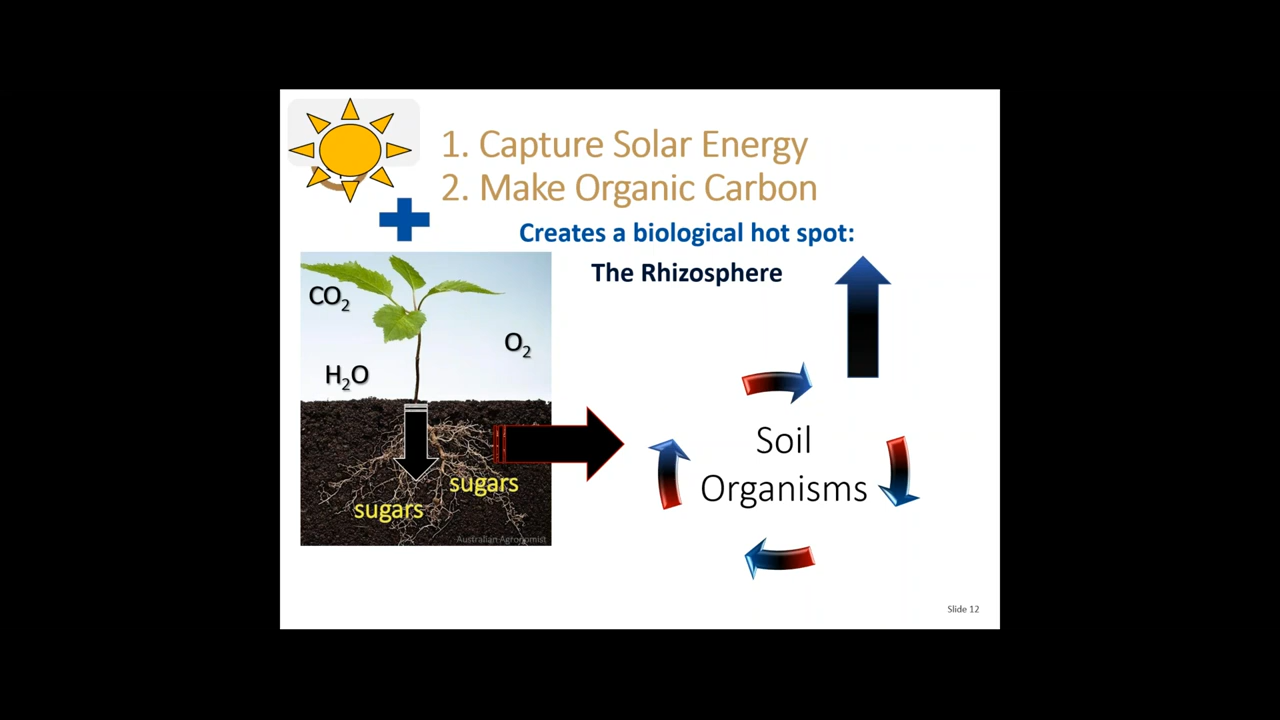 1. Capture Solar Energy
2. Make Organic Carbon
Creates a biological hot spot:
The Rhizosphere
CO₂
O₂
H₂O
sugars
sugars
Australian Agronomist
Soil
Organisms
Slide 12